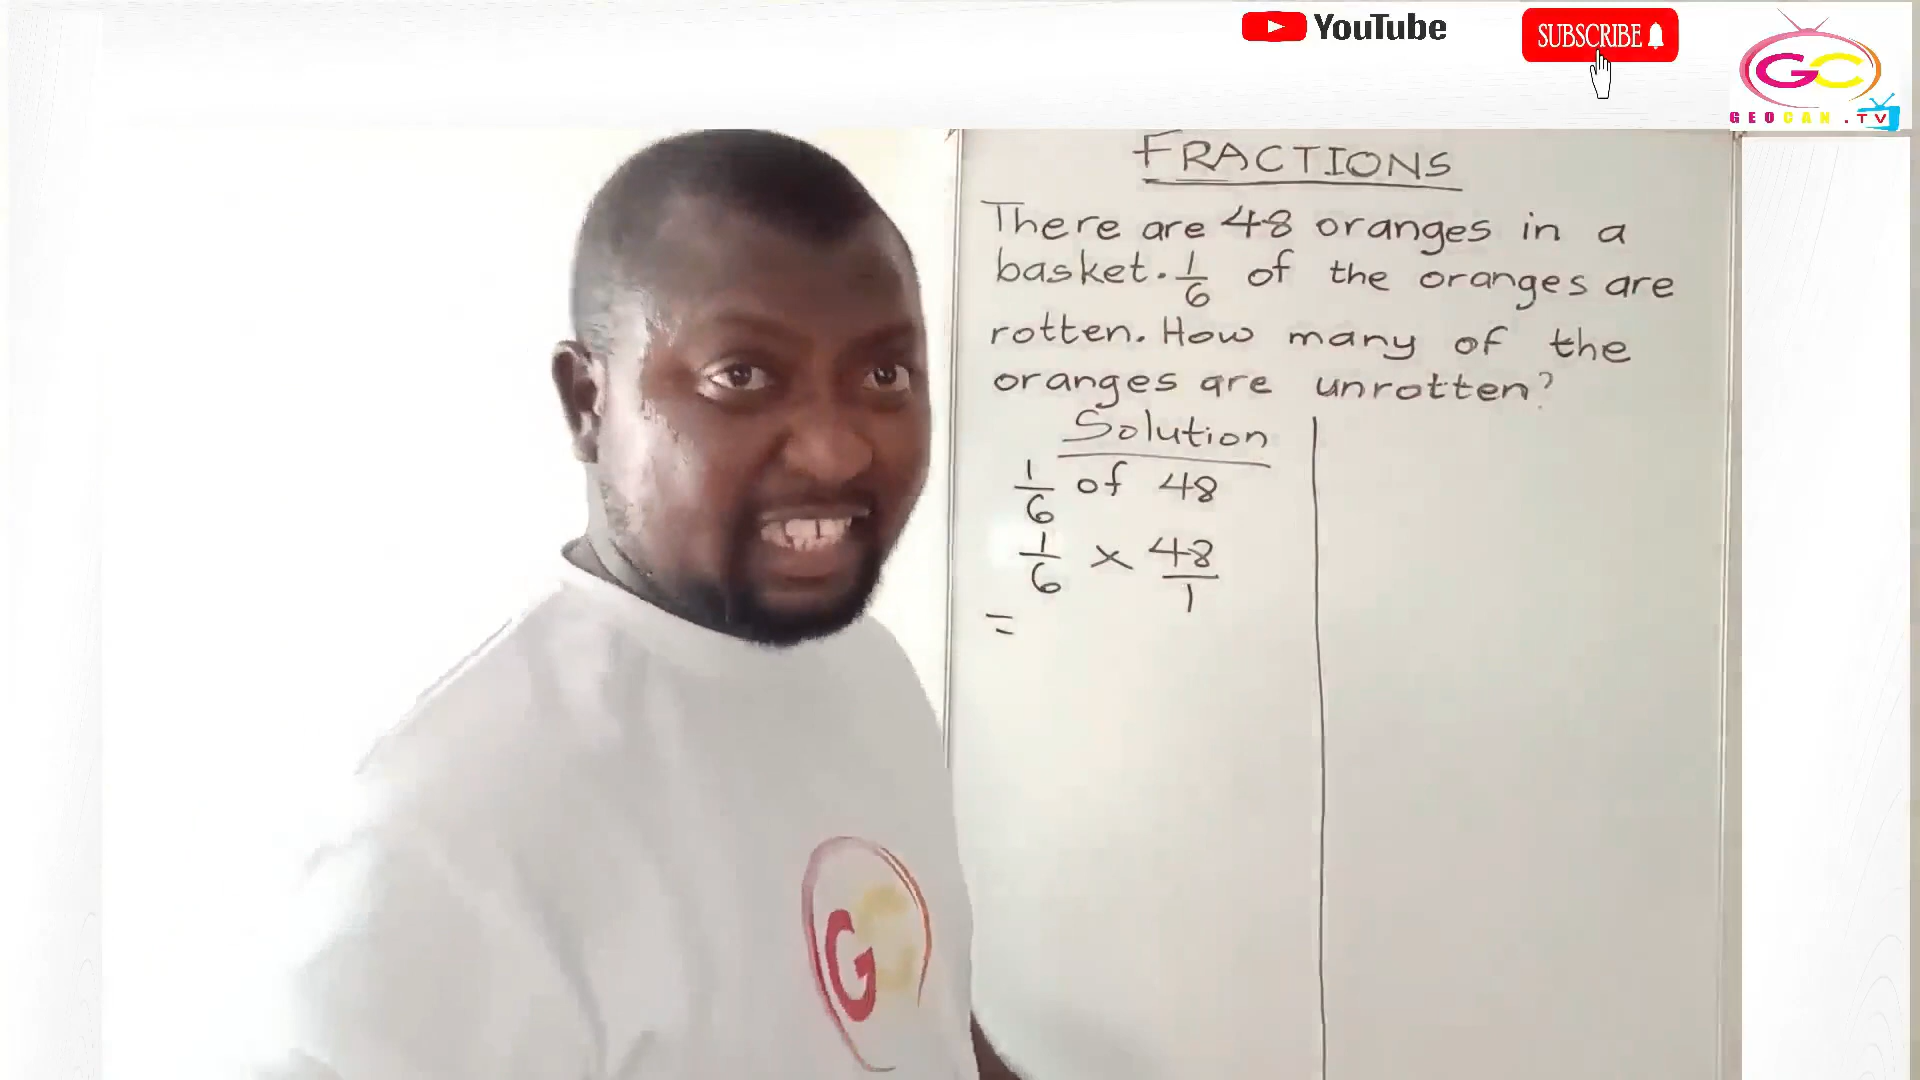 YouTube
SUBSCRIBE
GC
GEOCAN.TV
FRACTIONS
There are 48 oranges in a
basket. 1/6 of the oranges are
rotten. How many of the
oranges are unrotten?
Solution
1/6 of 48
1/6 × 48/1
=
GC